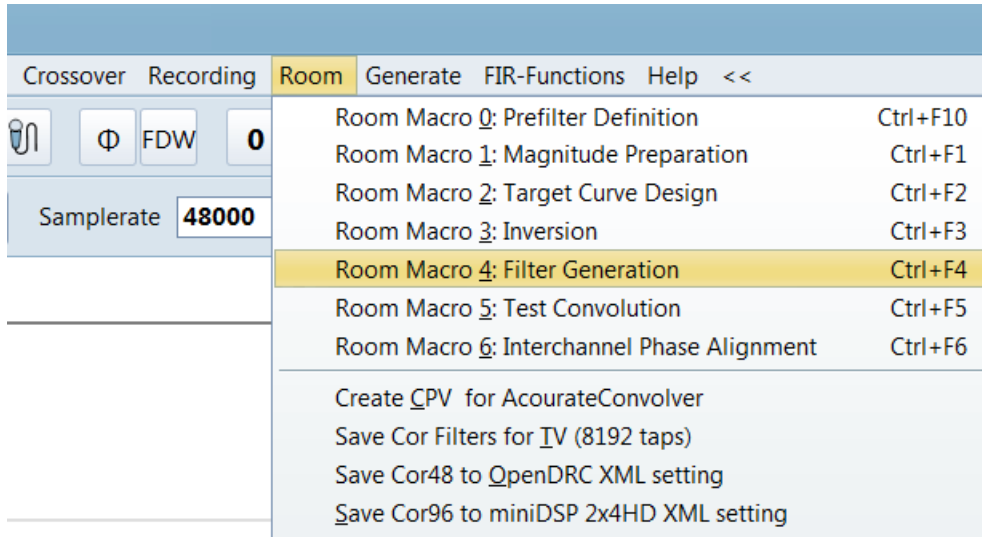 Crossover Recording Room Generate FIR-Functions Help <<
Φ FDW 0
Samplerate 48000
Room Macro 0: Prefilter Definition Ctrl+F10
Room Macro 1: Magnitude Preparation Ctrl+F1
Room Macro 2: Target Curve Design Ctrl+F2
Room Macro 3: Inversion Ctrl+F3
Room Macro 4: Filter Generation Ctrl+F4
Room Macro 5: Test Convolution Ctrl+F5
Room Macro 6: Interchannel Phase Alignment Ctrl+F6
Create CPV for AcourateConvolver
Save Cor Filters for TV (8192 taps)
Save Cor48 to OpenDRC XML setting
Save Cor96 to miniDSP 2x4HD XML setting